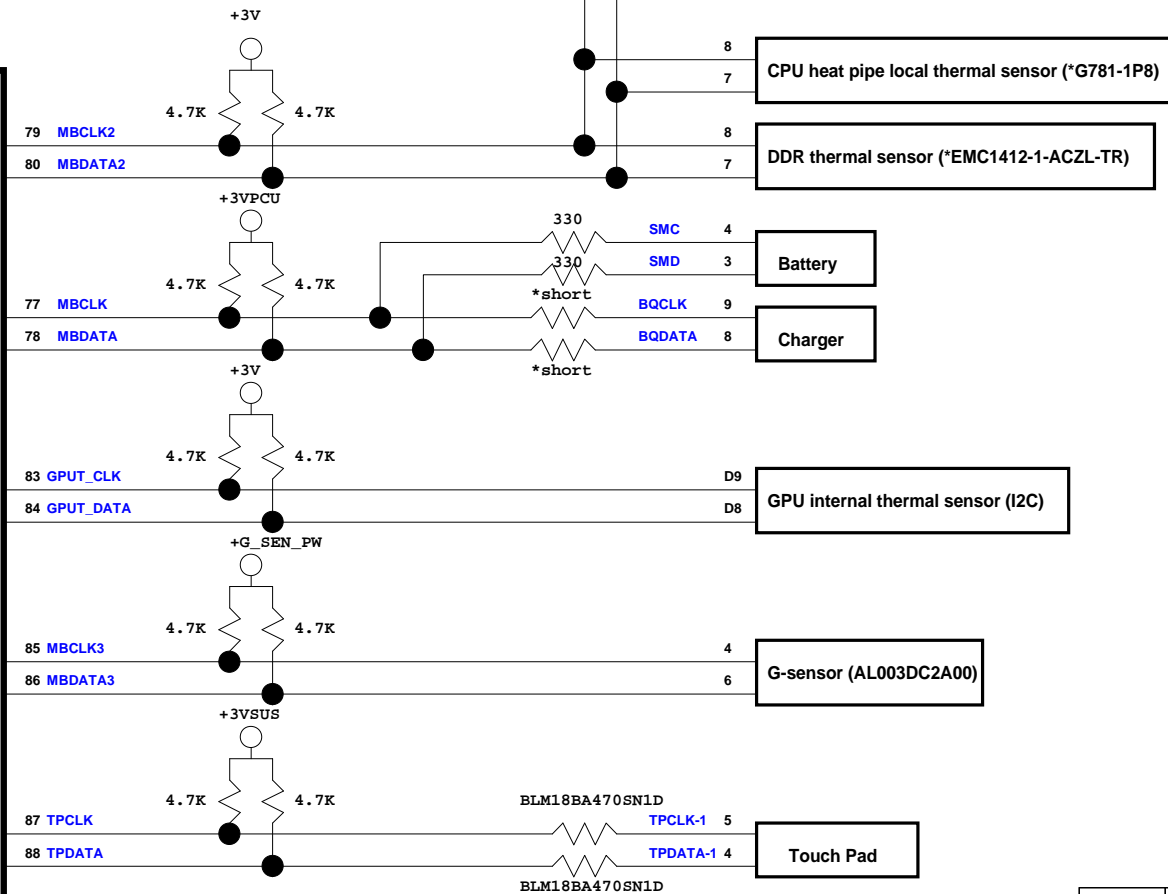 +3V
8
CPU heat pipe local thermal sensor (*G781-1P8)
7
4.7K 4.7K
79 MBCLK2 8
DDR thermal sensor (*EMC1412-1-ACZL-TR)
80 MBDATA2 7
+3VPCU
330 SMC 4
330 SMD 3
Battery
4.7K 4.7K
*short
77 MBCLK BQCLK 9
78 MBDATA BQDATA 8
Charger
*short
+3V
4.7K 4.7K
83 GPUT_CLK D9
GPU internal thermal sensor (I2C)
84 GPUT_DATA D8
+G_SEN_PW
4.7K 4.7K
85 MBCLK3 4
G-sensor (AL003DC2A00)
86 MBDATA3 6
+3VSUS
4.7K 4.7K
BLM18BA470SN1D
87 TPCLK TPCLK-1 5
88 TPDATA TPDATA-1 4
Touch Pad
BLM18BA470SN1D